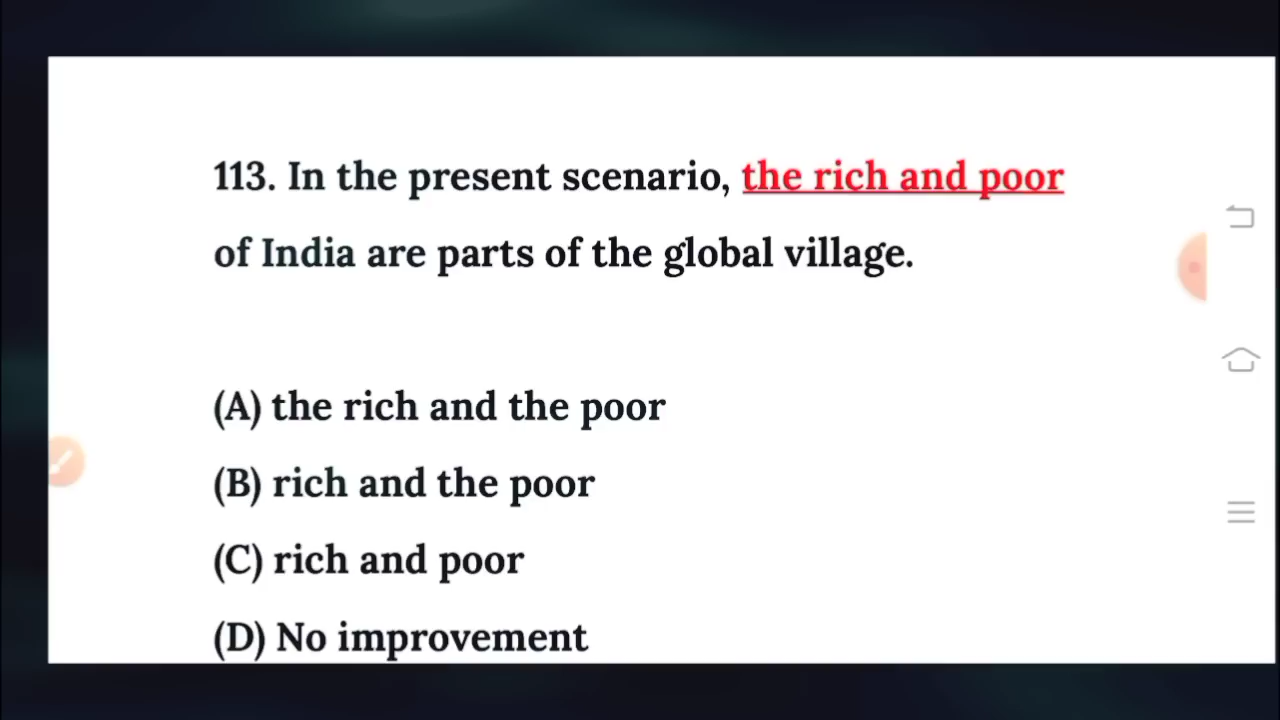 113. In the present scenario, the rich and poor
of India are parts of the global village.
(A) the rich and the poor
(B) rich and the poor
(C) rich and poor
(D) No improvement